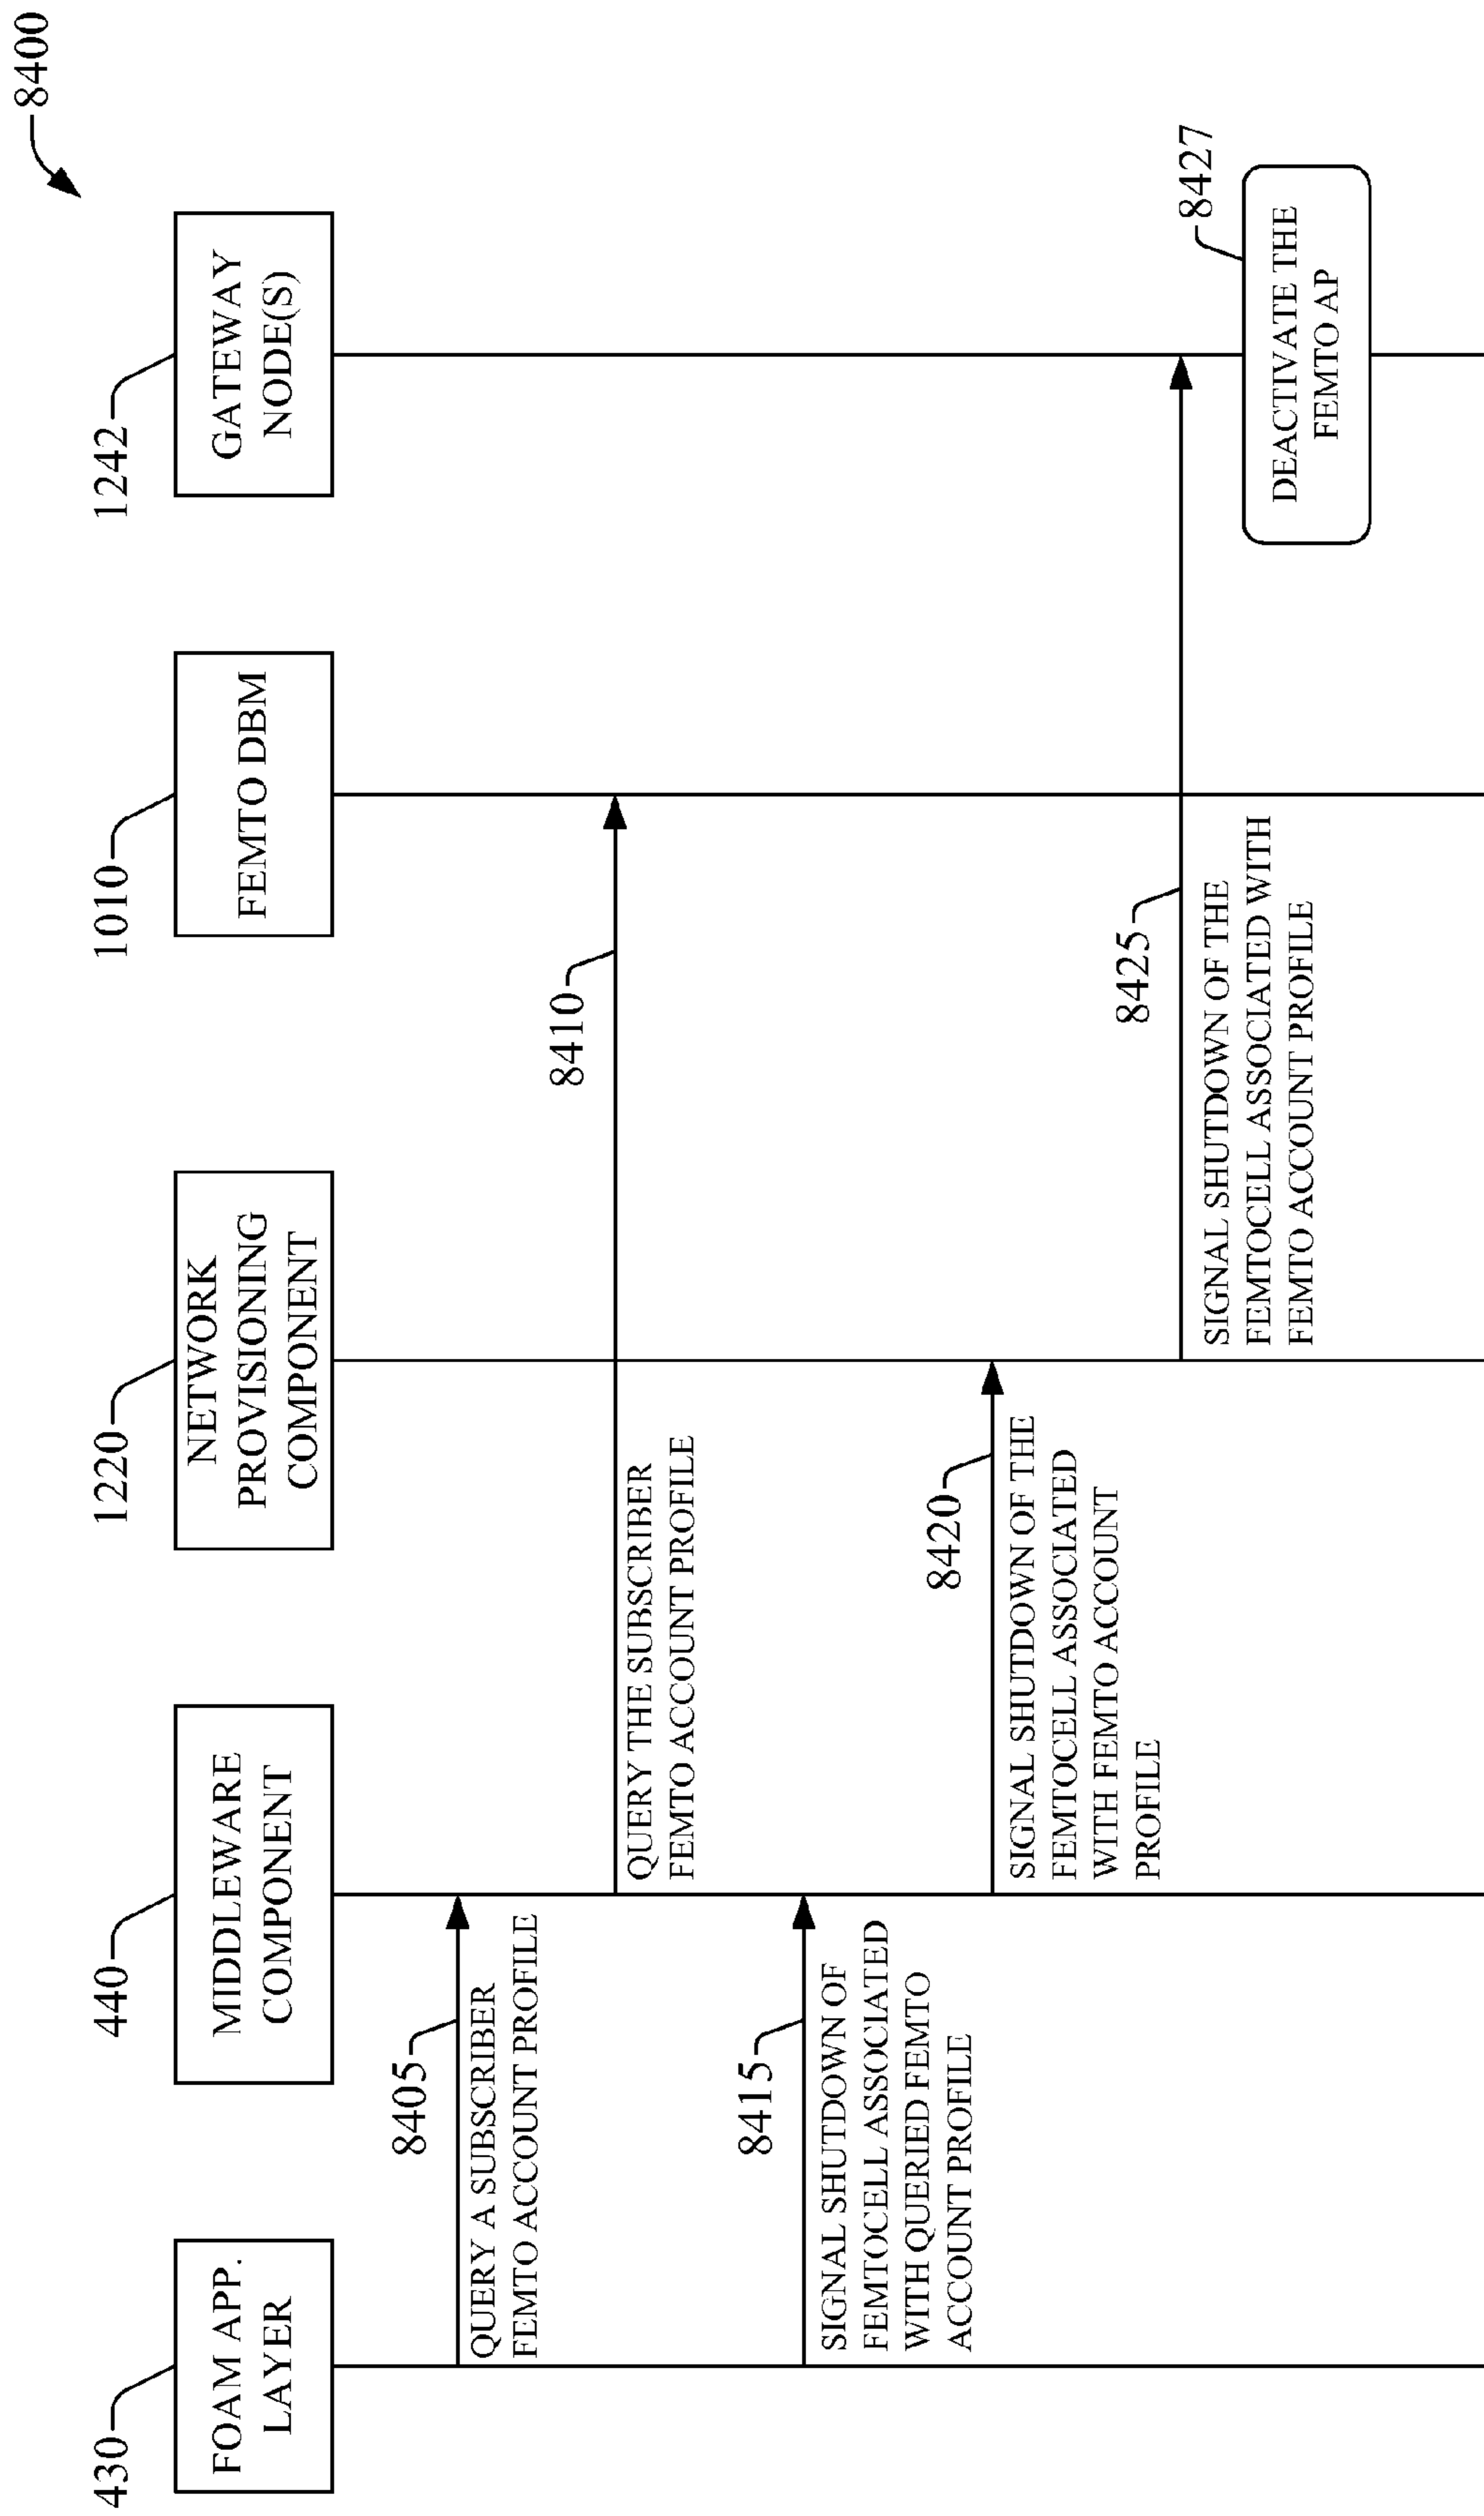 8400
430
FOAM APP.
LAYER
440
MIDDLEWARE
COMPONENT
1220
NETWORK
PROVISIONING
COMPONENT
1010
FEMTO DBM
1242
GATEWAY
NODE(S)
8405
QUERY A SUBSCRIBER
FEMTO ACCOUNT PROFILE
8410
QUERY THE SUBSCRIBER
FEMTO ACCOUNT PROFILE
8415
SIGNAL SHUTDOWN OF
FEMTOCELL ASSOCIATED
WITH QUERIED FEMTO
ACCOUNT PROFILE
8420
SIGNAL SHUTDOWN OF THE
FEMTOCELL ASSOCIATED
WITH FEMTO ACCOUNT
PROFILE
8425
SIGNAL SHUTDOWN OF THE
FEMTOCELL ASSOCIATED WITH
FEMTO ACCOUNT PROFILE
8427
DEACTIVATE THE
FEMTO AP